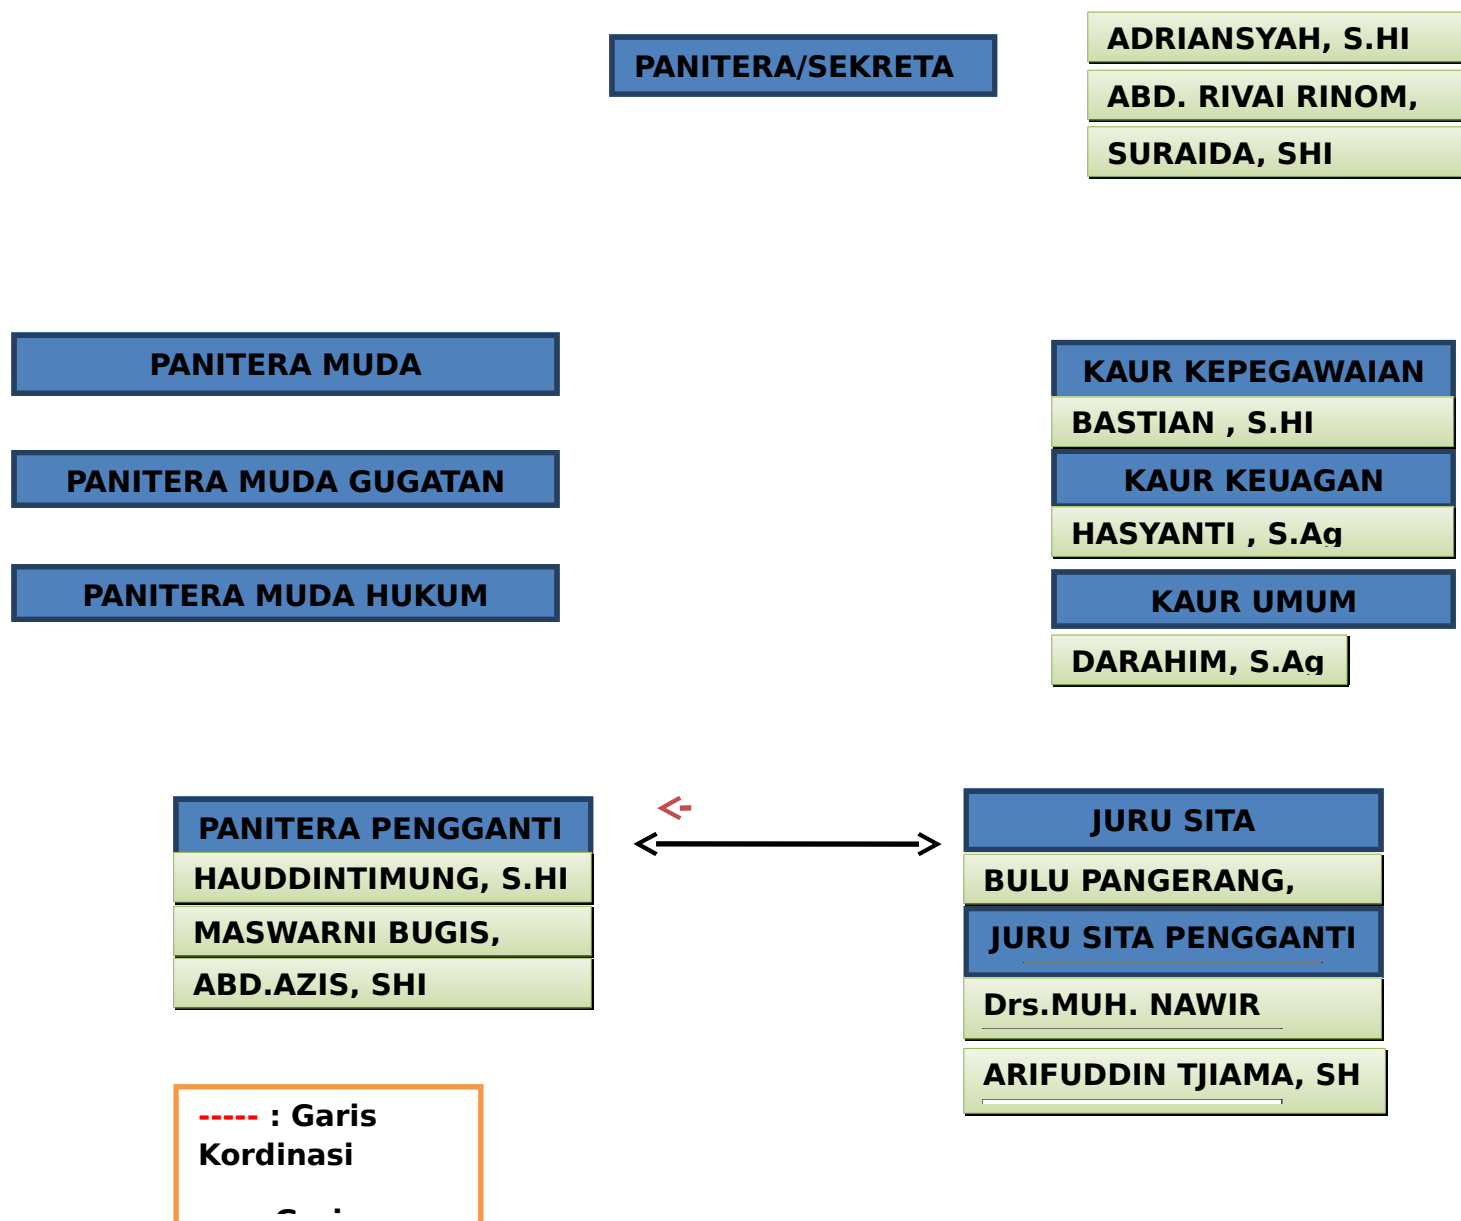 PANITERA/SEKRETA
ADRIANSYAH, S.HI
ABD. RIVAI RINOM,
SURAIDA, SHI
PANITERA MUDA
PANITERA MUDA GUGATAN
PANITERA MUDA HUKUM
KAUR KEPEGAWAIAN
BASTIAN , S.HI
KAUR KEUAGAN
HASYANTI , S.Ag
KAUR UMUM
DARAHIM, S.Ag
PANITERA PENGGANTI
HAUDDINTIMUNG, S.HI
MASWARNI BUGIS,
ABD.AZIS, SHI
JURU SITA
BULU PANGERANG,
JURU SITA PENGGANTI
Drs.MUH. NAWIR
ARIFUDDIN TJIAMA, SH
----- : Garis
Kordinasi